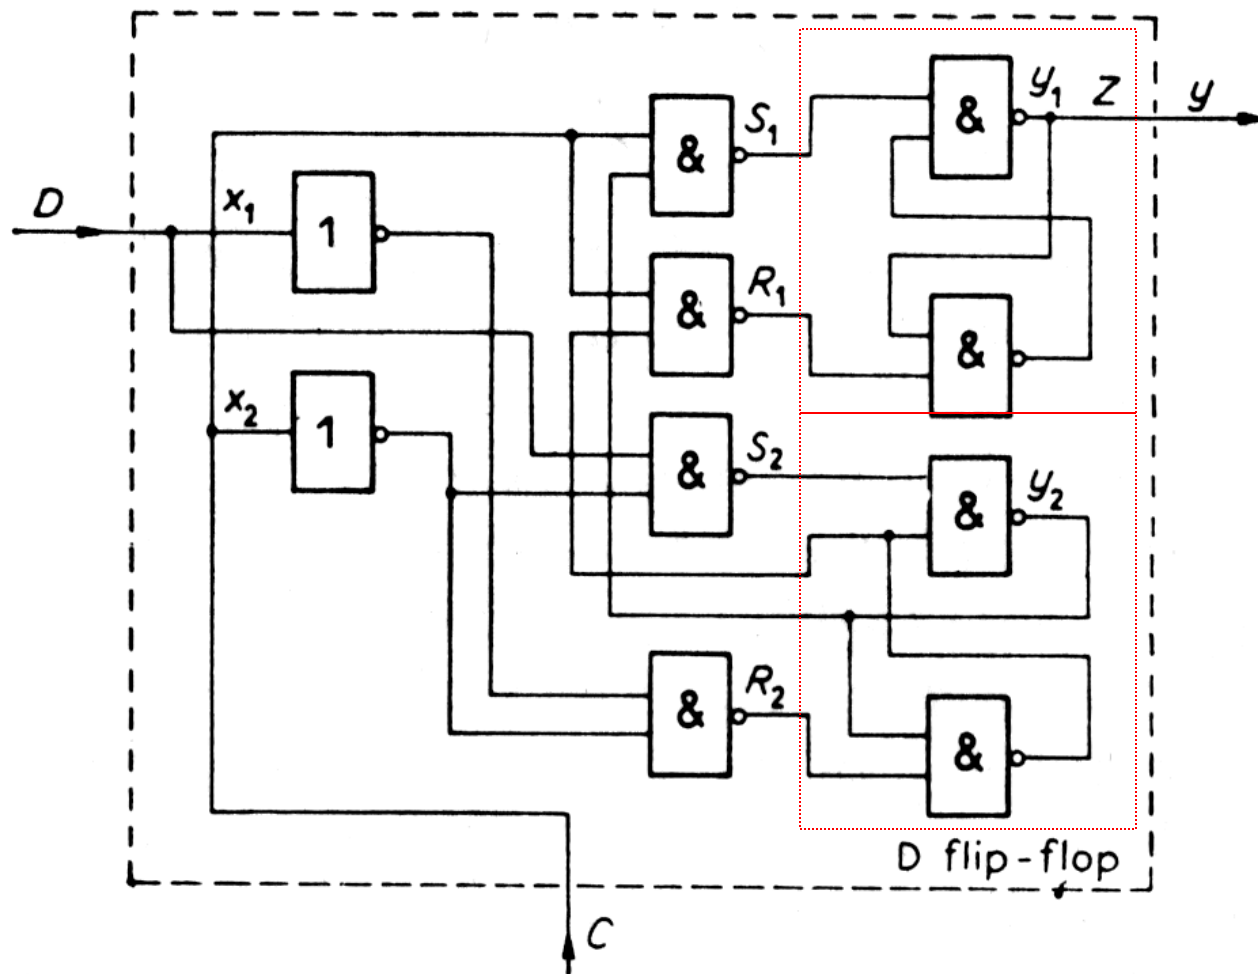 y₁ Z y
& S₁ &
D x₁ 1
& R₁ &
x₂ 1
& S₂ & y₂
& R₂ &
D flip-flop
C